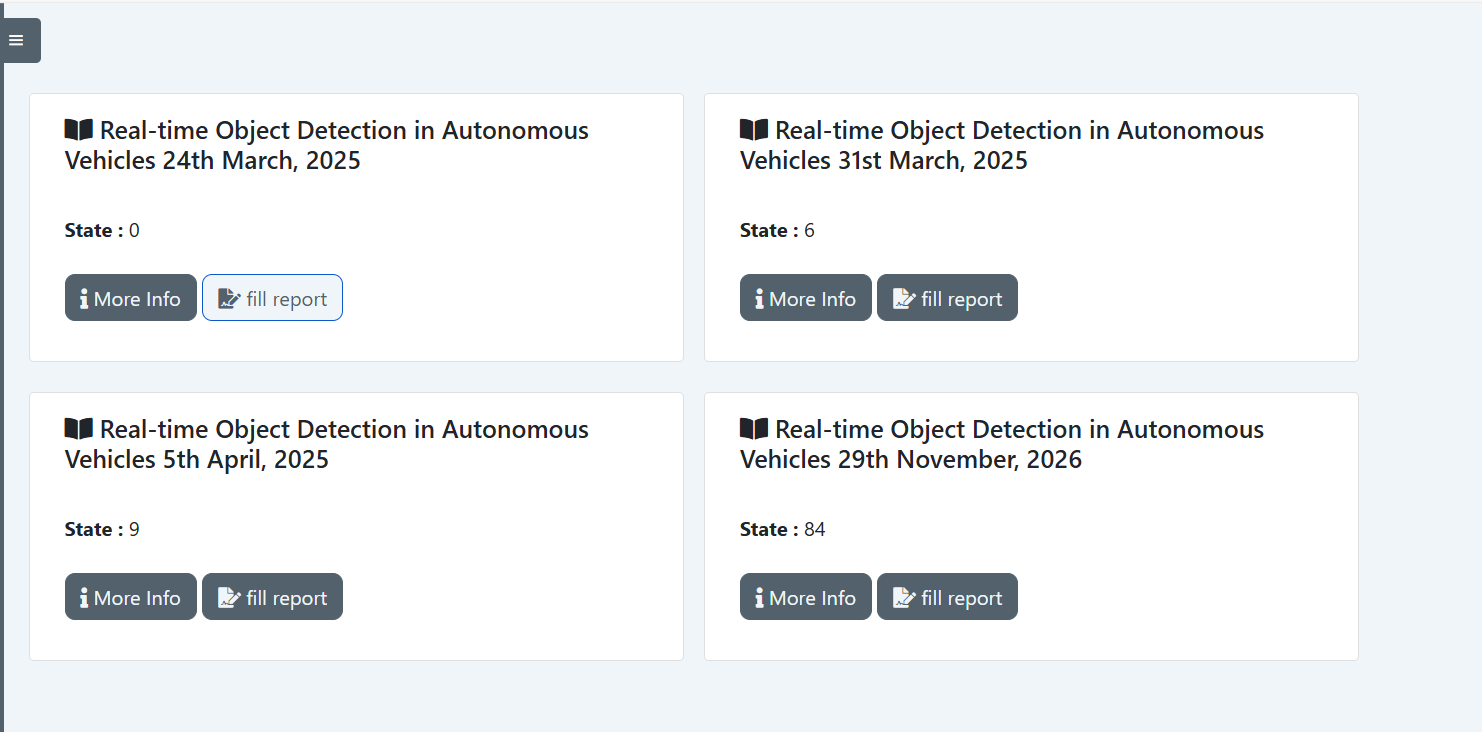 Real-time Object Detection in Autonomous
Vehicles 24th March, 2025
State : 0
More Info fill report
Real-time Object Detection in Autonomous
Vehicles 31st March, 2025
State : 6
More Info fill report
Real-time Object Detection in Autonomous
Vehicles 5th April, 2025
State : 9
More Info fill report
Real-time Object Detection in Autonomous
Vehicles 29th November, 2026
State : 84
More Info fill report